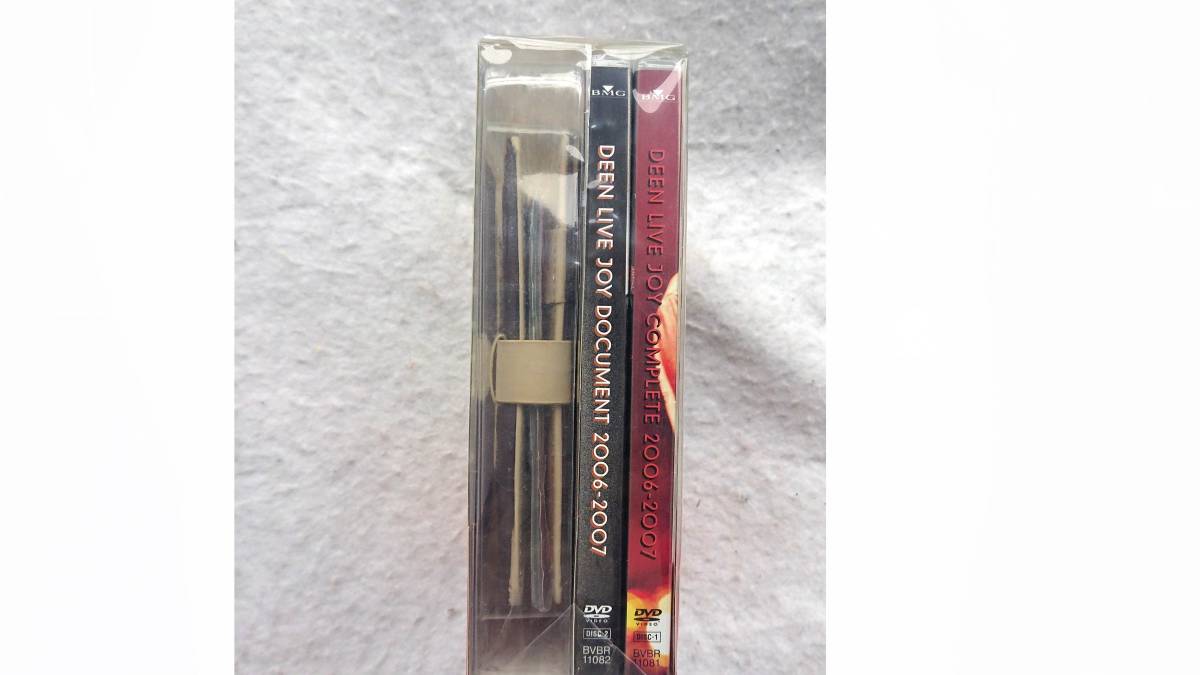 BMG
DEEN LIVE JOY DOCUMENT 2006-2007
DVD
VIDEO
DISC-2
BVBR
11082
BMG
DEEN LIVE JOY COMPLETE 2006-2007
DVD
VIDEO
DISC-1
BVBR
11081